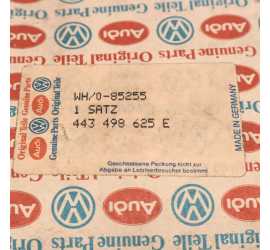 Genuine Parts
Original Teile
Audi
WH/0-85255
1 SATZ
443 498 625 E
MADE IN GERMANY
Geschlossene Packung nicht zur
Abgabe an Letztverbraucher bestimmt